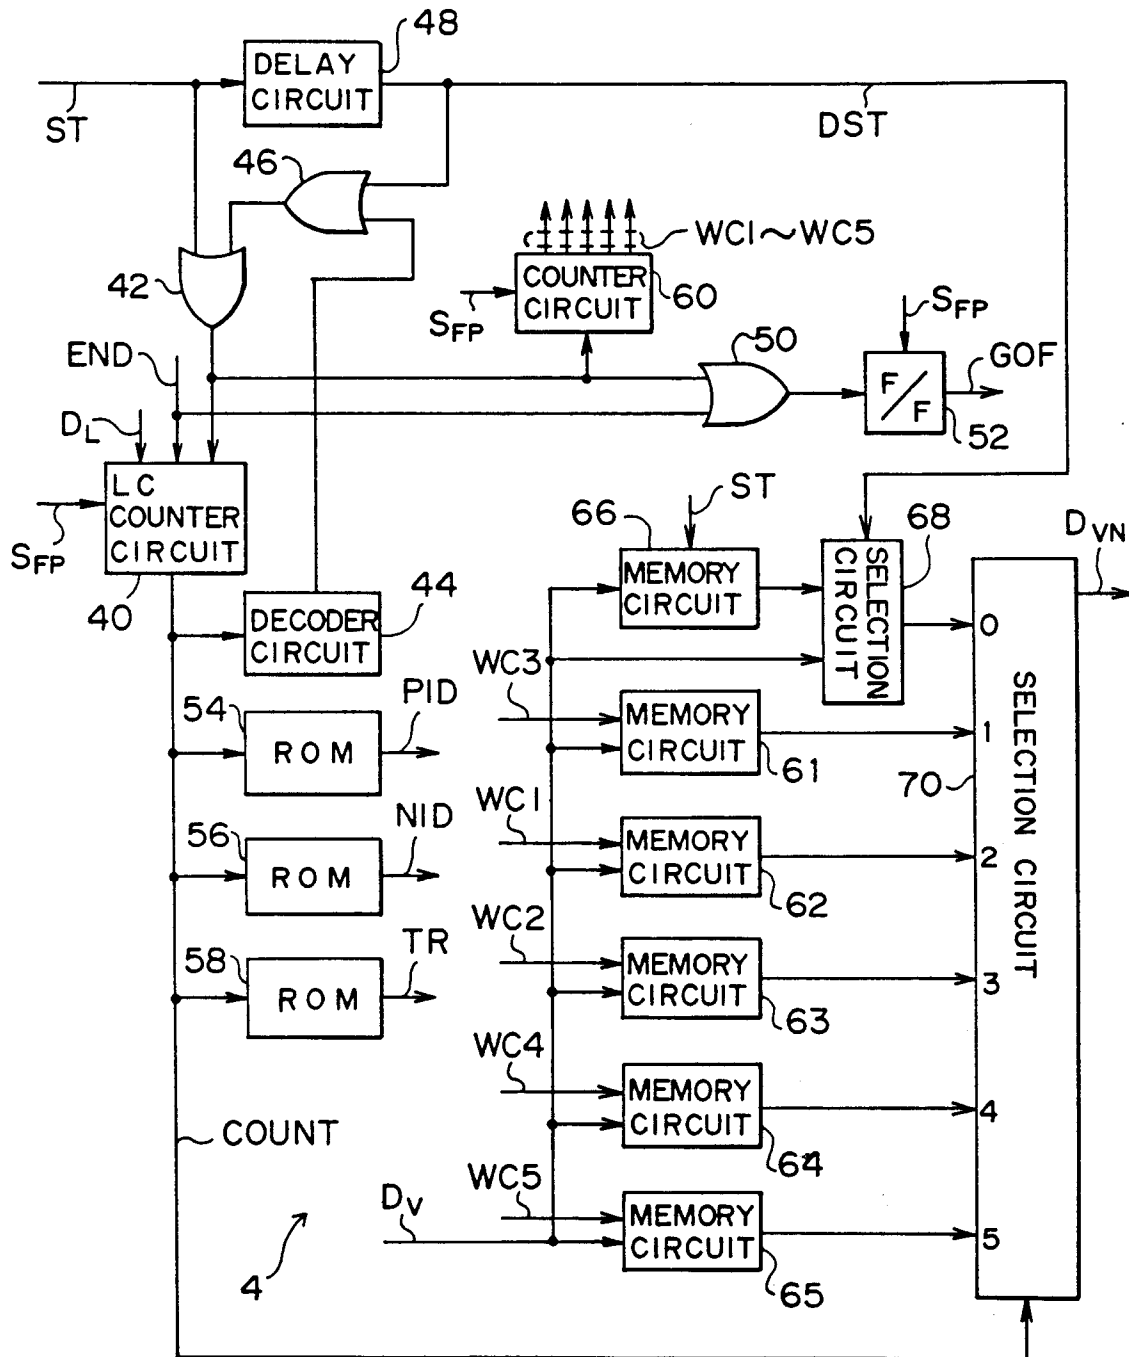 48
DELAY
CIRCUIT
ST
DST
46
WC1~WC5
42
COUNTER
CIRCUIT
60
SFP
SFP
END
50
GOF
F/F
52
DL
LC
COUNTER
CIRCUIT
SFP
40
ST
66
MEMORY
CIRCUIT
68
SELECTION
CIRCUIT
DVN
44
DECODER
CIRCUIT
0
WC3
MEMORY
CIRCUIT
61
1
54
ROM
PID
70
SELECTION CIRCUIT
WC1
MEMORY
CIRCUIT
62
2
56
ROM
NID
WC2
MEMORY
CIRCUIT
63
3
58
ROM
TR
WC4
MEMORY
CIRCUIT
64
4
COUNT
WC5
DV
MEMORY
CIRCUIT
65
5
4